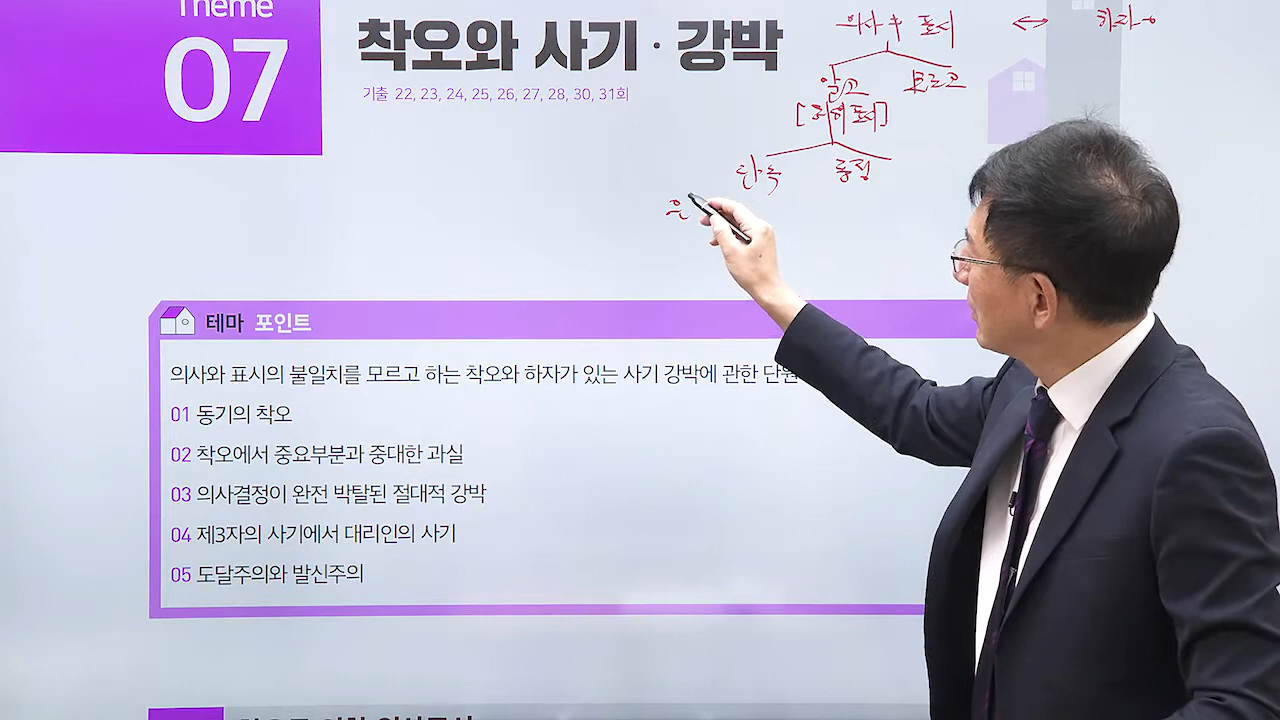 Theme
07
착오와 사기·강박
기출 22, 23, 24, 25, 26, 27, 28, 30, 31회
의사 ≠ 표시 ↔ 하자
알고 모르고
[허위표시]
단독 통정
테마 포인트
의사와 표시의 불일치를 모르고 하는 착오와 하자가 있는 사기 강박에 관한 단원
01 동기의 착오
02 착오에서 중요부분과 중대한 과실
03 의사결정이 완전 박탈된 절대적 강박
04 제3자의 사기에서 대리인의 사기
05 도달주의와 발신주의